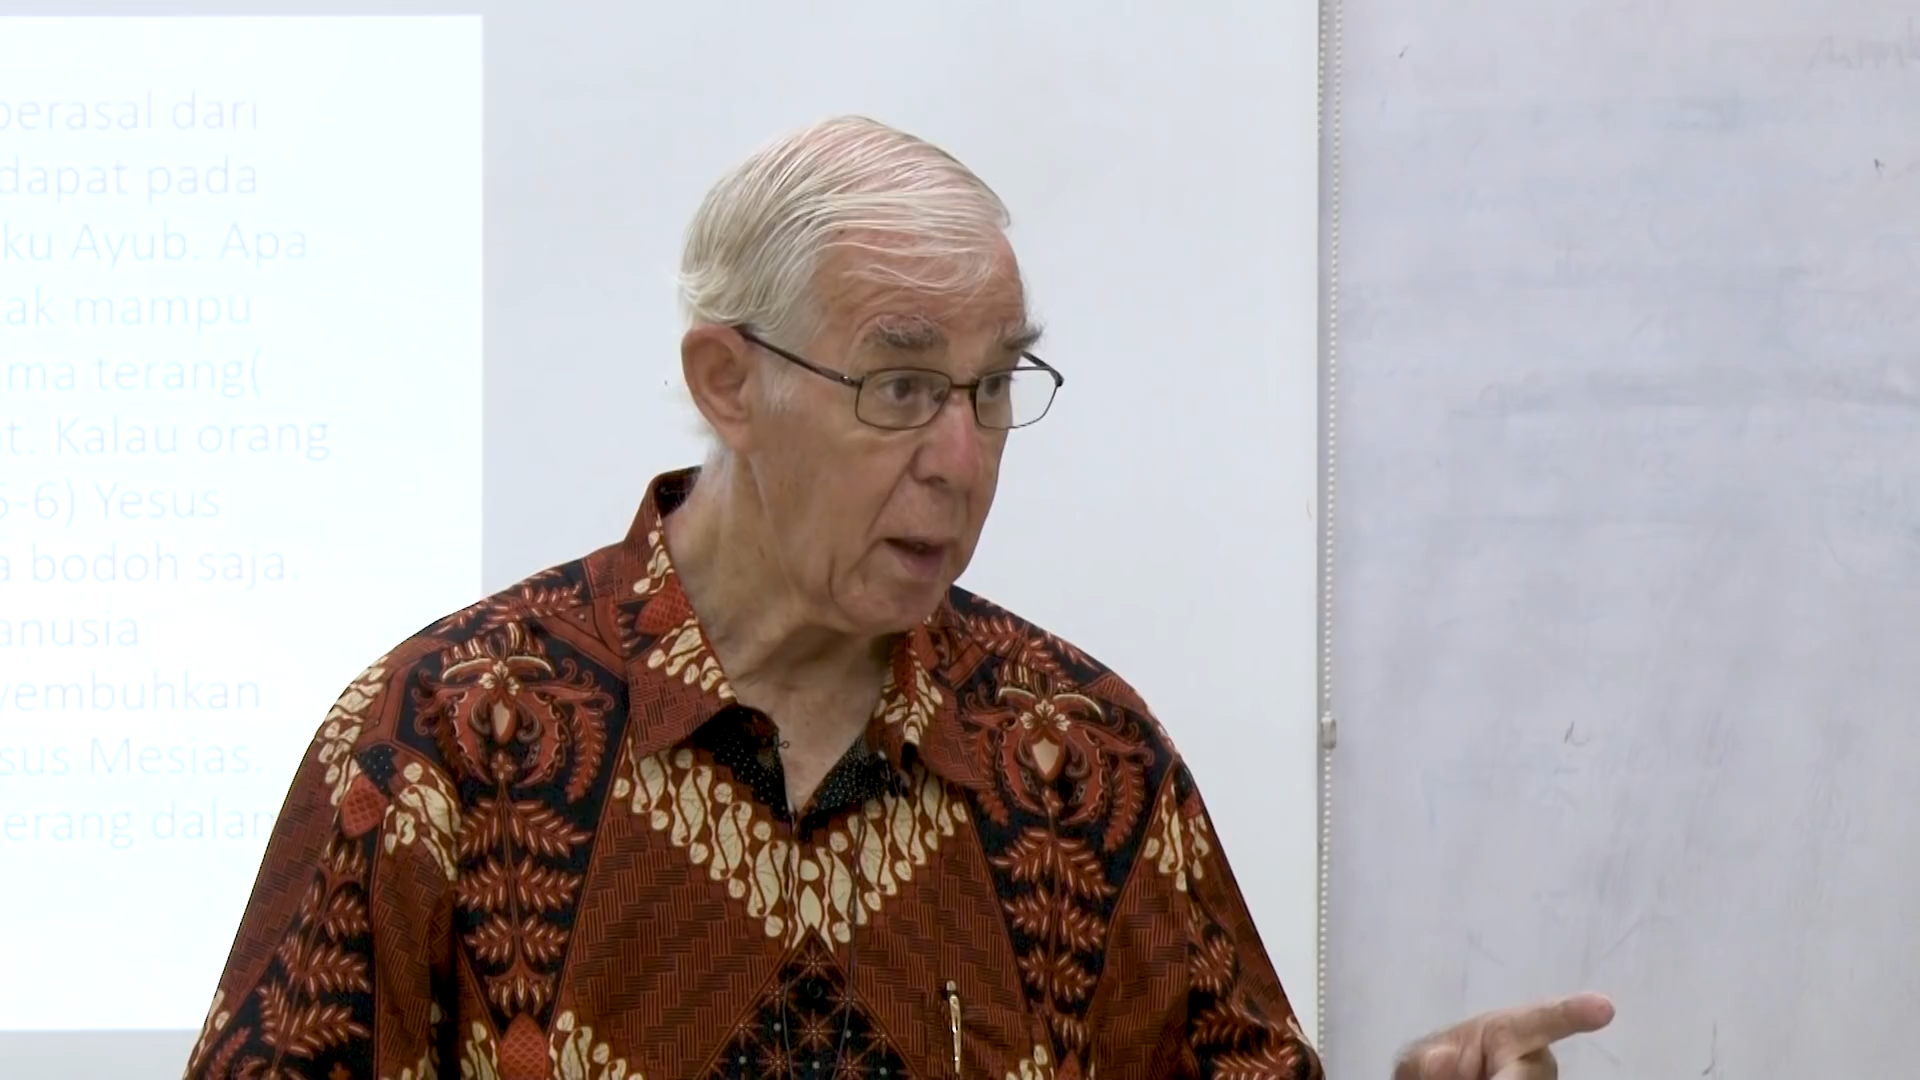 berasal dari
dapat pada
ku Ayub. Apa
ak mampu
ma terang(
t. Kalau orang
5-6) Yesus
a bodoh saja.
anusia
yembuhkan
sus Mesias.
erang dalam